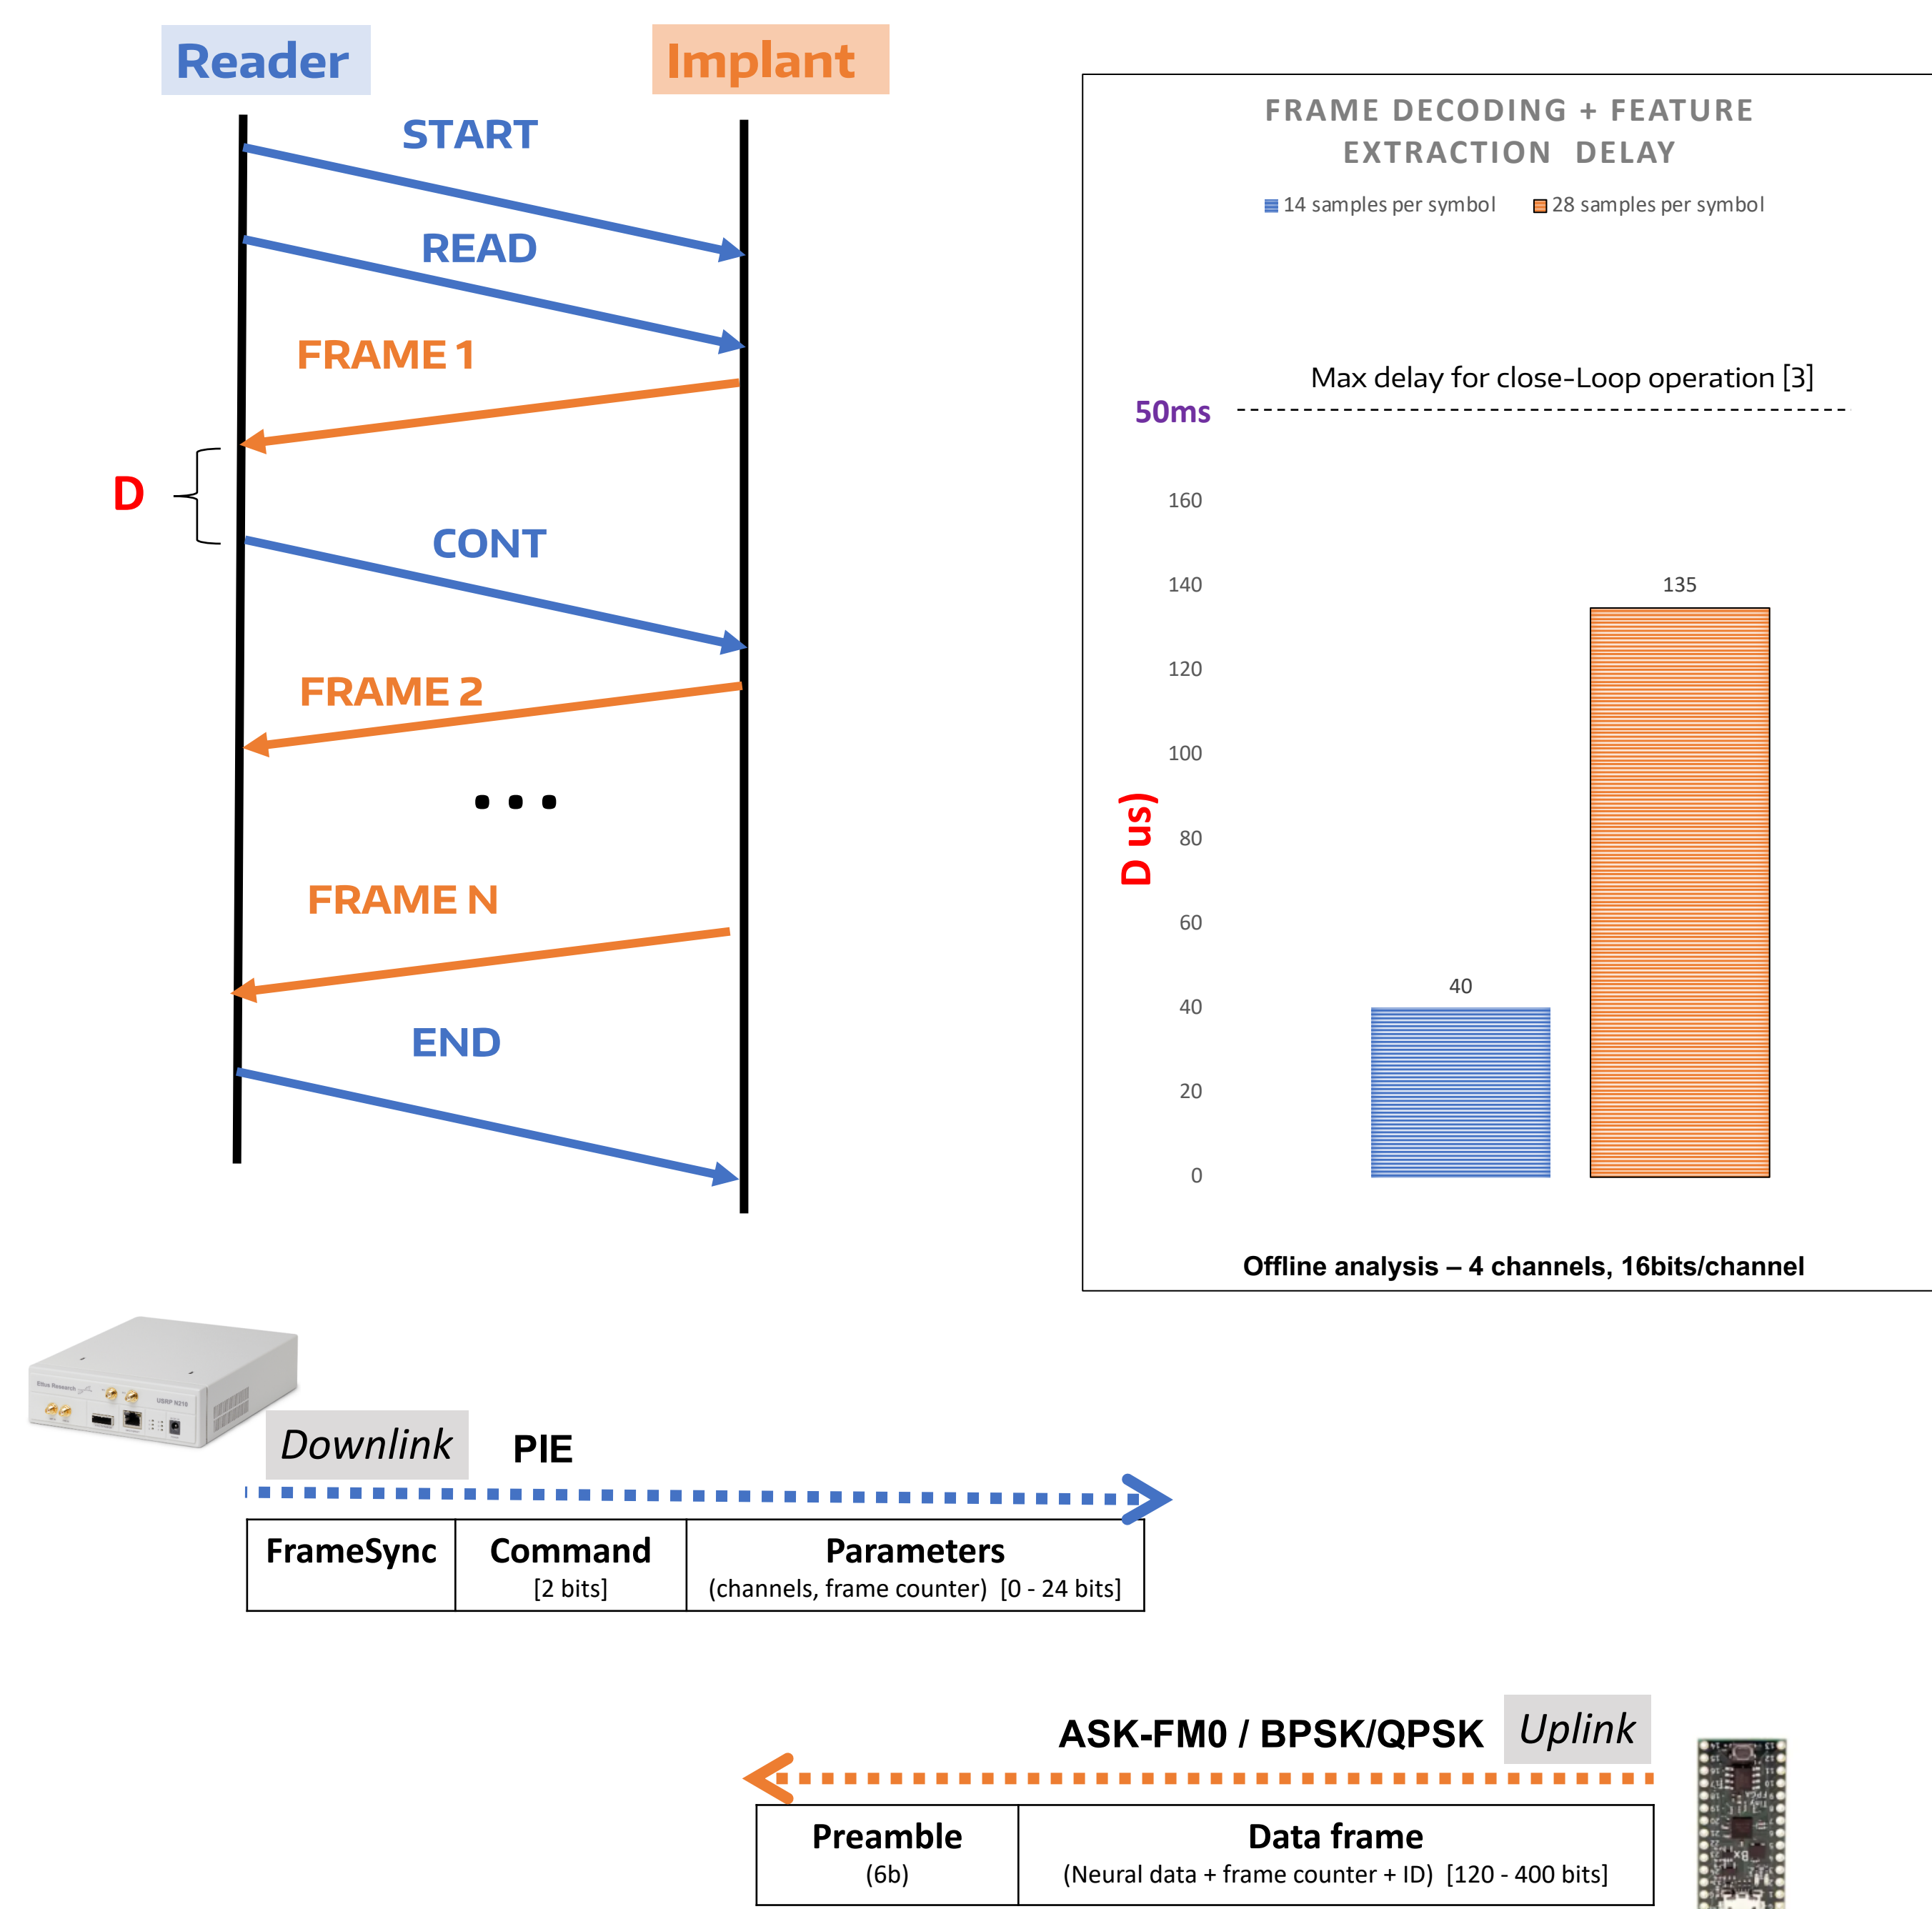 Reader
Implant
START
READ
FRAME 1
D
CONT
FRAME 2
...
FRAME N
END
FRAME DECODING + FEATURE
EXTRACTION DELAY
14 samples per symbol
28 samples per symbol
Max delay for close-Loop operation [3]
50ms
160
140
120
100
80
60
40
20
0
D us)
135
40
Offline analysis – 4 channels, 16bits/channel
Ettus Research
USRP N210
Downlink
PIE
FrameSync
Command
[2 bits]
Parameters
(channels, frame counter) [0 - 24 bits]
ASK-FM0 / BPSK/QPSK
Uplink
Preamble
(6b)
Data frame
(Neural data + frame counter + ID) [120 - 400 bits]